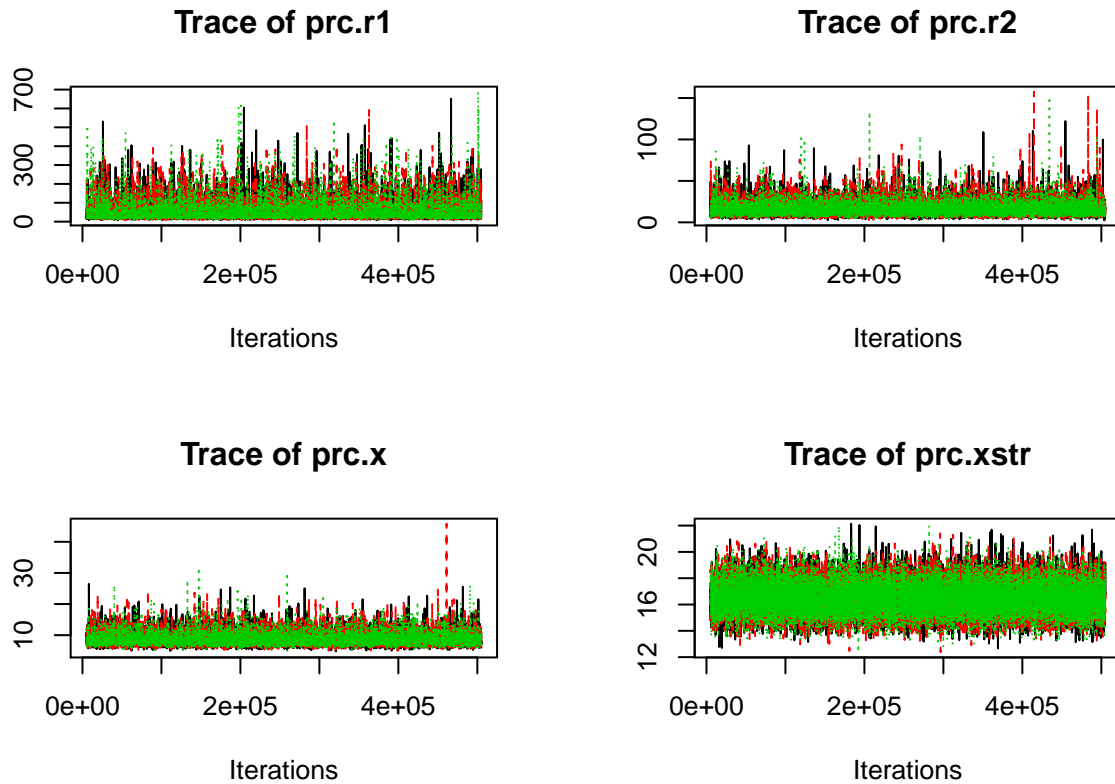 Trace of prc.r1
700
300
0
0e+00 2e+05 4e+05
Iterations
Trace of prc.r2
100
0
0e+00 2e+05 4e+05
Iterations
Trace of prc.x
30
10
0e+00 2e+05 4e+05
Iterations
Trace of prc.xstr
20
16
12
0e+00 2e+05 4e+05
Iterations